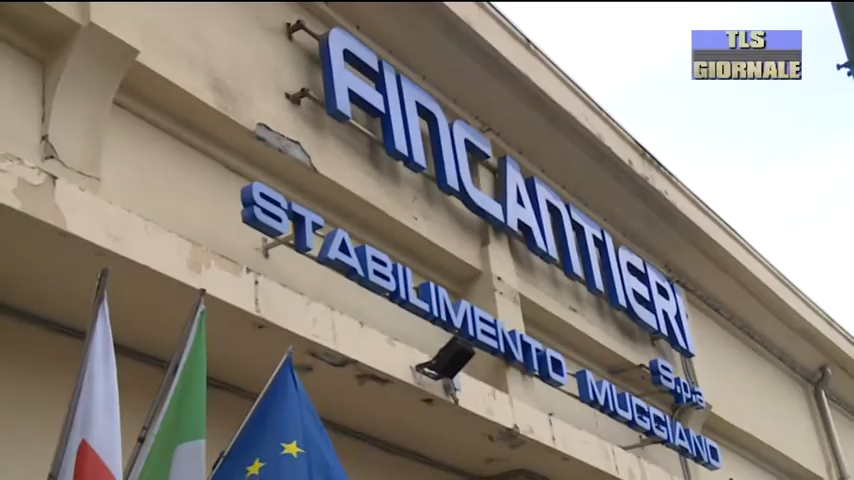 TLS
GIORNALE
FINCANTIERI
S.p.a
STABILIMENTO MUGGIANO